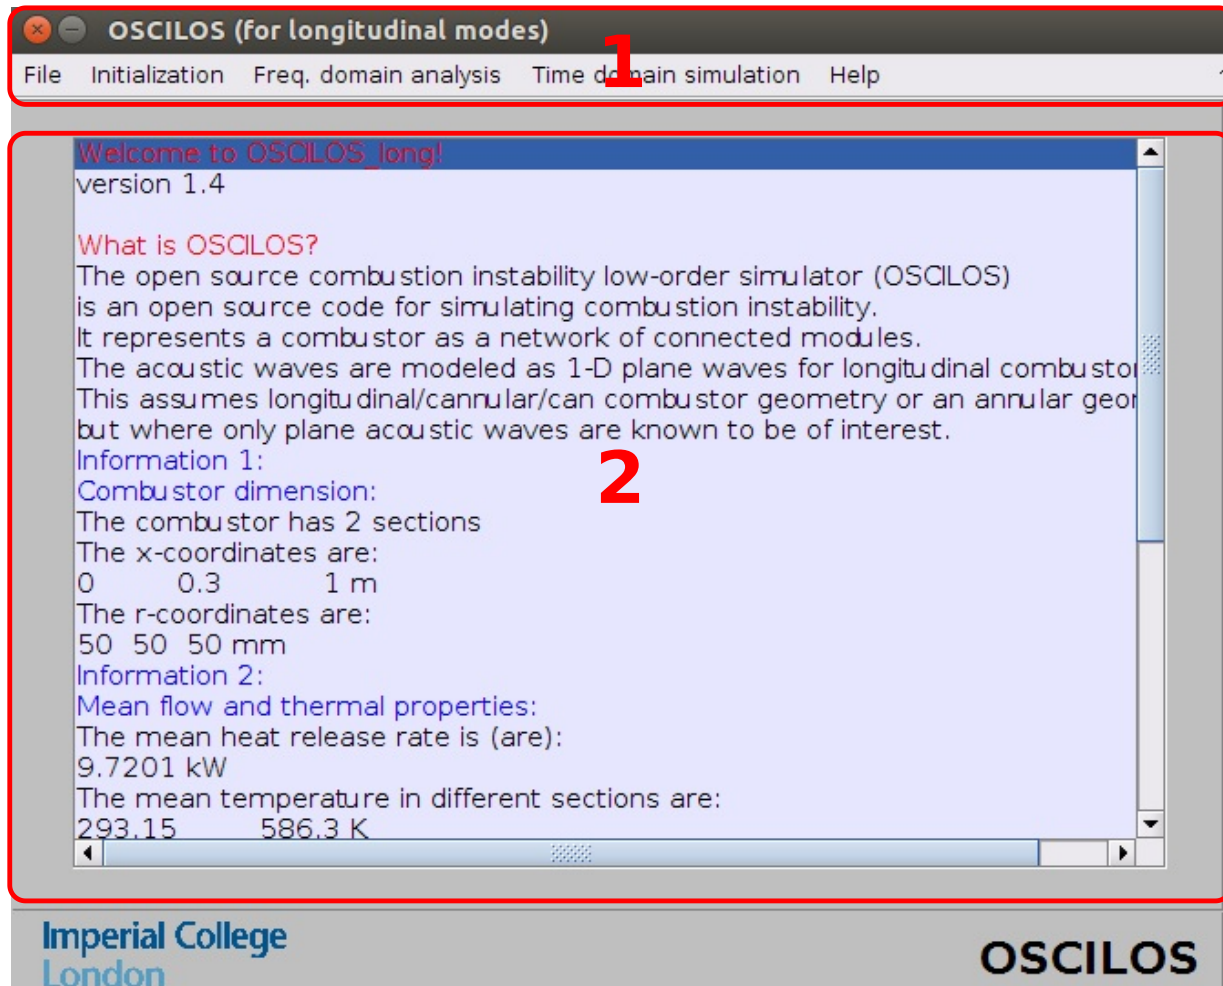 OSCILOS (for longitudinal modes)
1
File Initialization Freq. domain analysis Time domain simulation Help
Welcome to OSCILOS_long!
version 1.4
What is OSCILOS?
The open source combustion instability low-order simulator (OSCILOS)
is an open source code for simulating combustion instability.
It represents a combustor as a network of connected modules.
The acoustic waves are modeled as 1-D plane waves for longitudinal combustor
This assumes longitudinal/cannular/can combustor geometry or an annular geor
but where only plane acoustic waves are known to be of interest.
Information 1:
2
Combustor dimension:
The combustor has 2 sections
The x-coordinates are:
0 0.3 1 m
The r-coordinates are:
50 50 50 mm
Information 2:
Mean flow and thermal properties:
The mean heat release rate is (are):
9.7201 kW
The mean temperature in different sections are:
293.15 586.3 K
Imperial College
London
OSCILOS